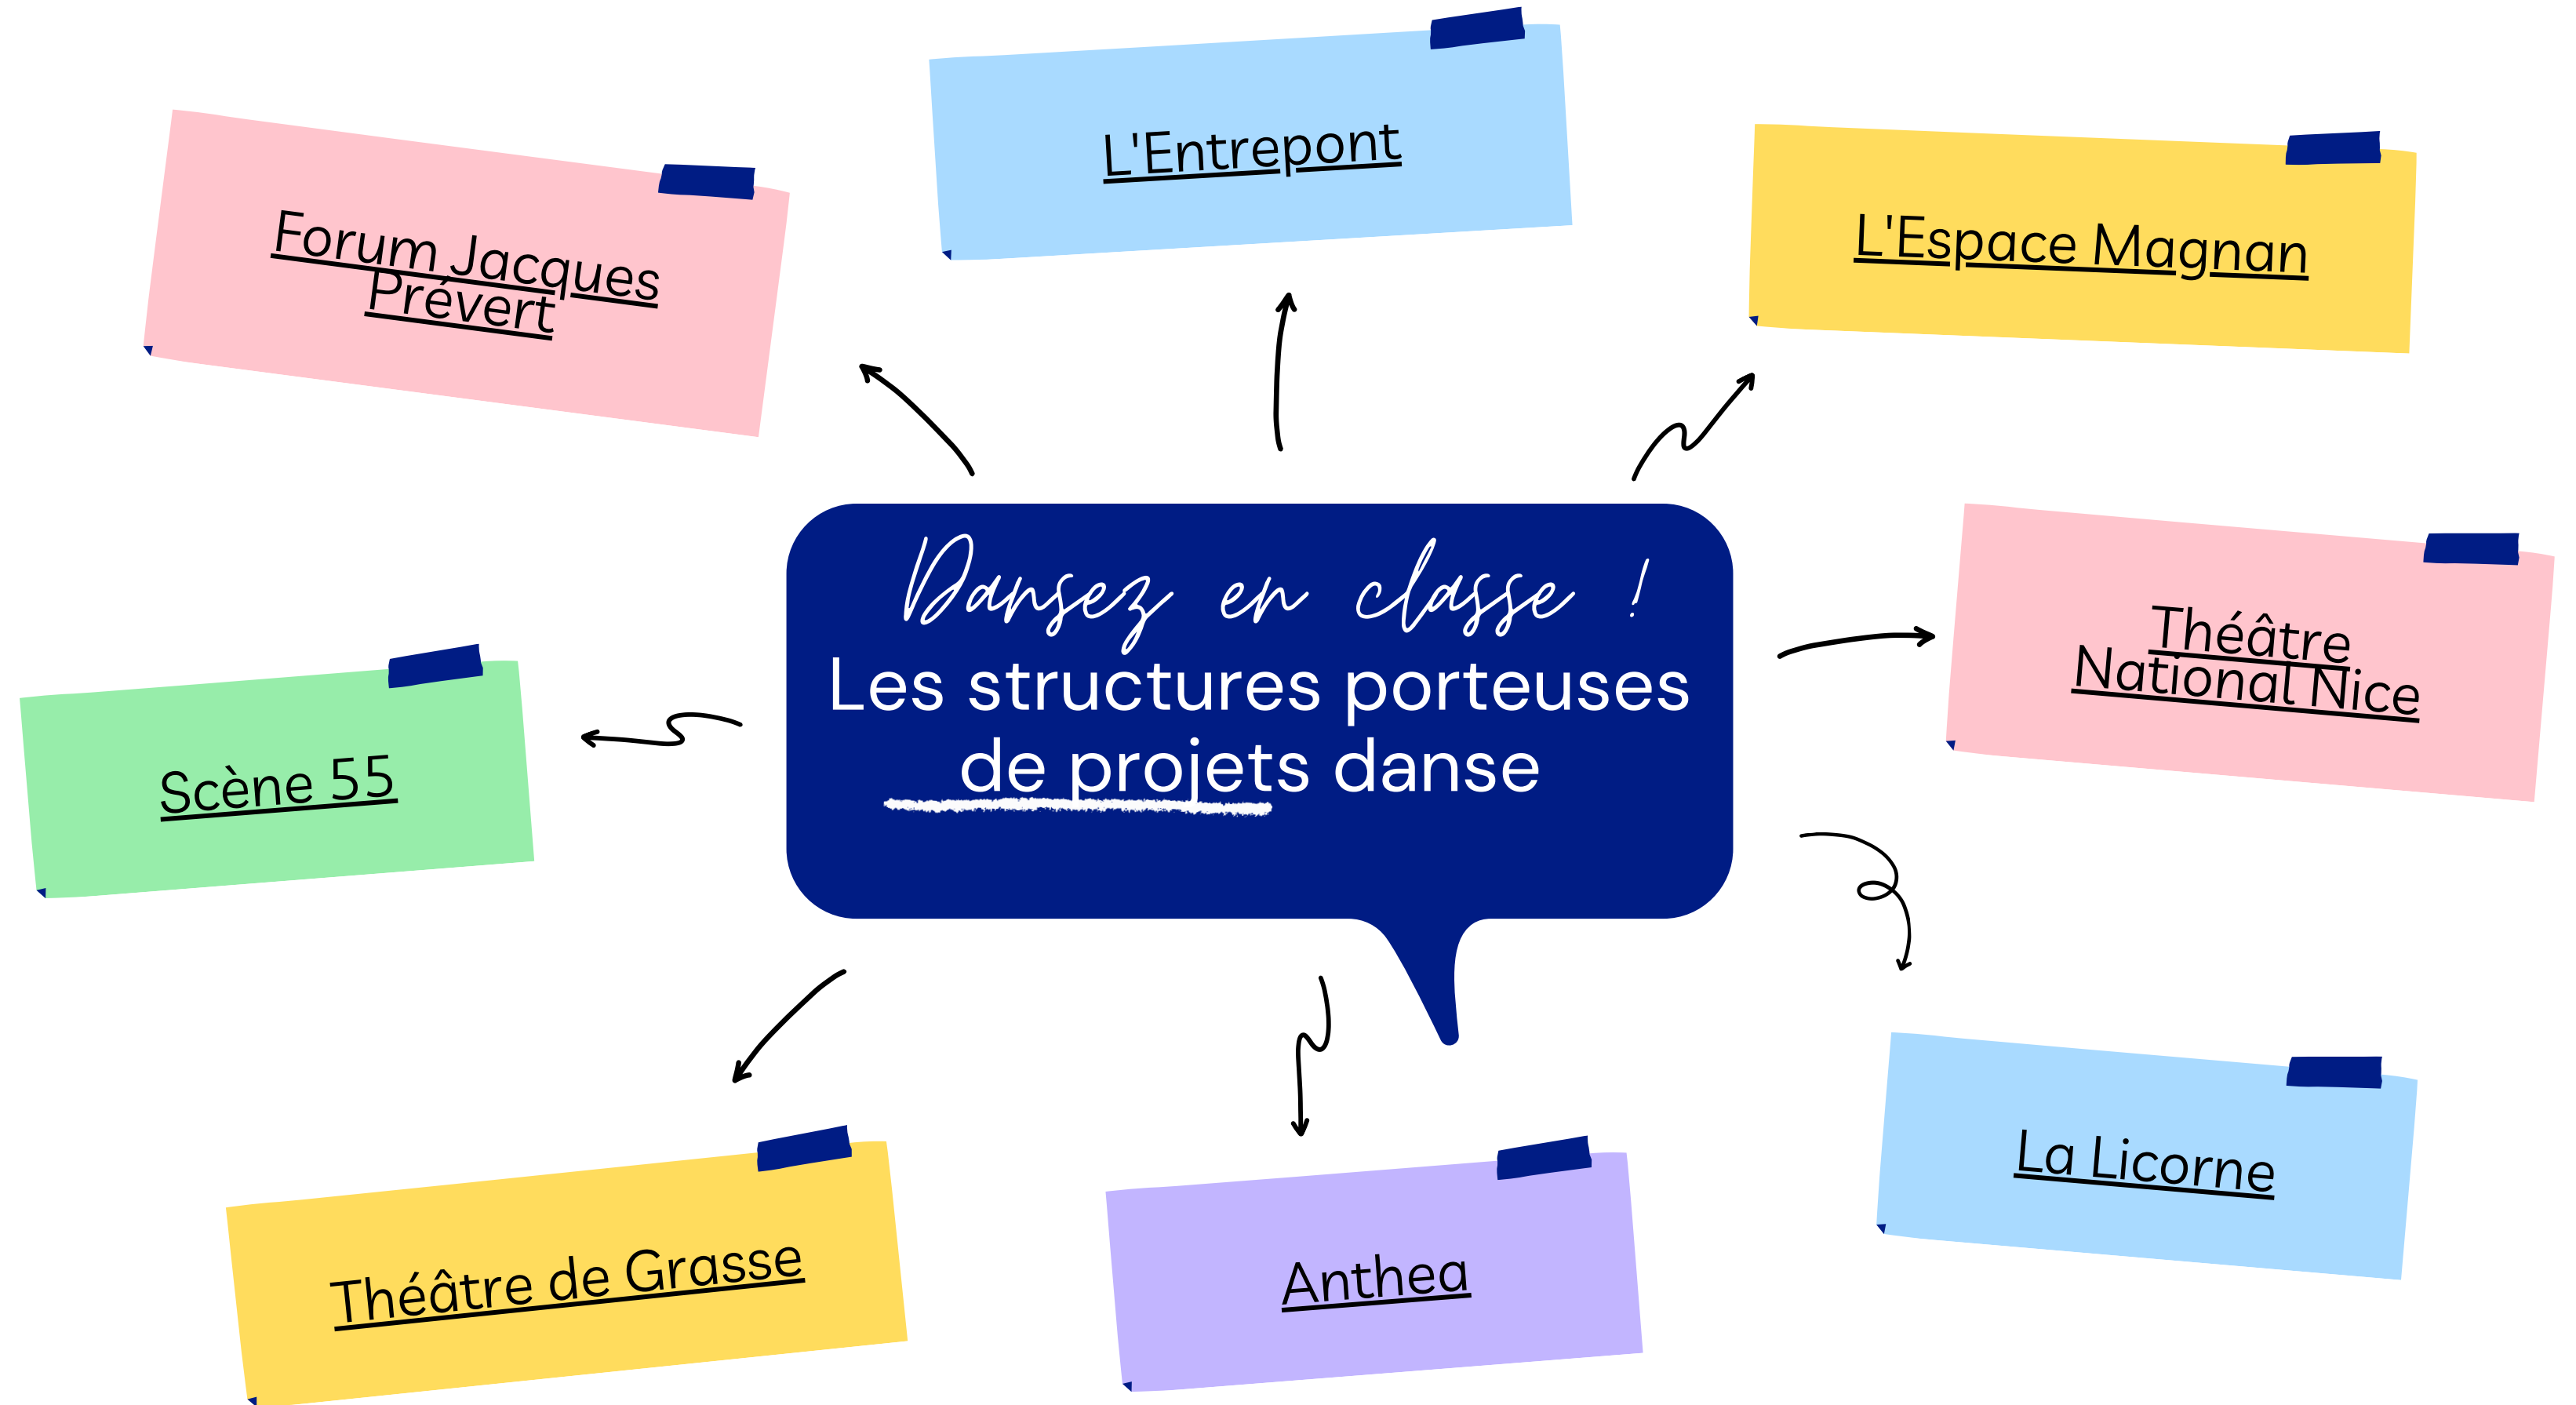 L'Entrepont
Forum Jacques
Prévert
L'Espace Magnan
Dansez en classe !
Les structures porteuses
de projets danse
Théâtre
National Nice
Scène 55
La Licorne
Théâtre de Grasse
Anthea